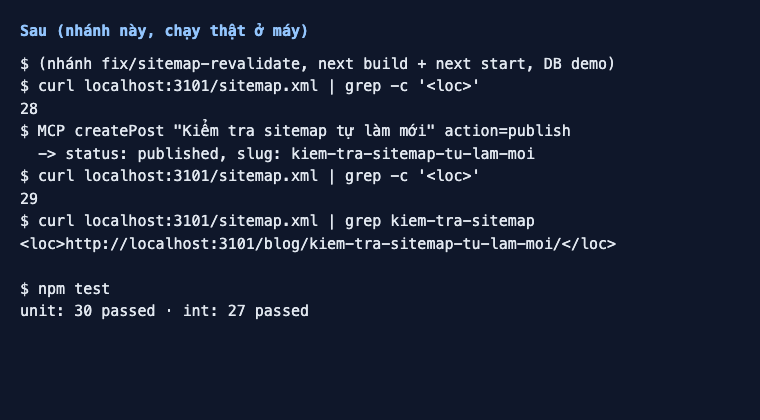 Sau (nhánh này, chạy thật ở máy)
$ (nhánh fix/sitemap-revalidate, next build + next start, DB demo)
$ curl localhost:3101/sitemap.xml | grep -c '<loc>'
28
$ MCP createPost "Kiểm tra sitemap tự làm mới" action=publish
  -> status: published, slug: kiem-tra-sitemap-tu-lam-moi
$ curl localhost:3101/sitemap.xml | grep -c '<loc>'
29
$ curl localhost:3101/sitemap.xml | grep kiem-tra-sitemap
<loc>http://localhost:3101/blog/kiem-tra-sitemap-tu-lam-moi/</loc>

$ npm test
unit: 30 passed · int: 27 passed